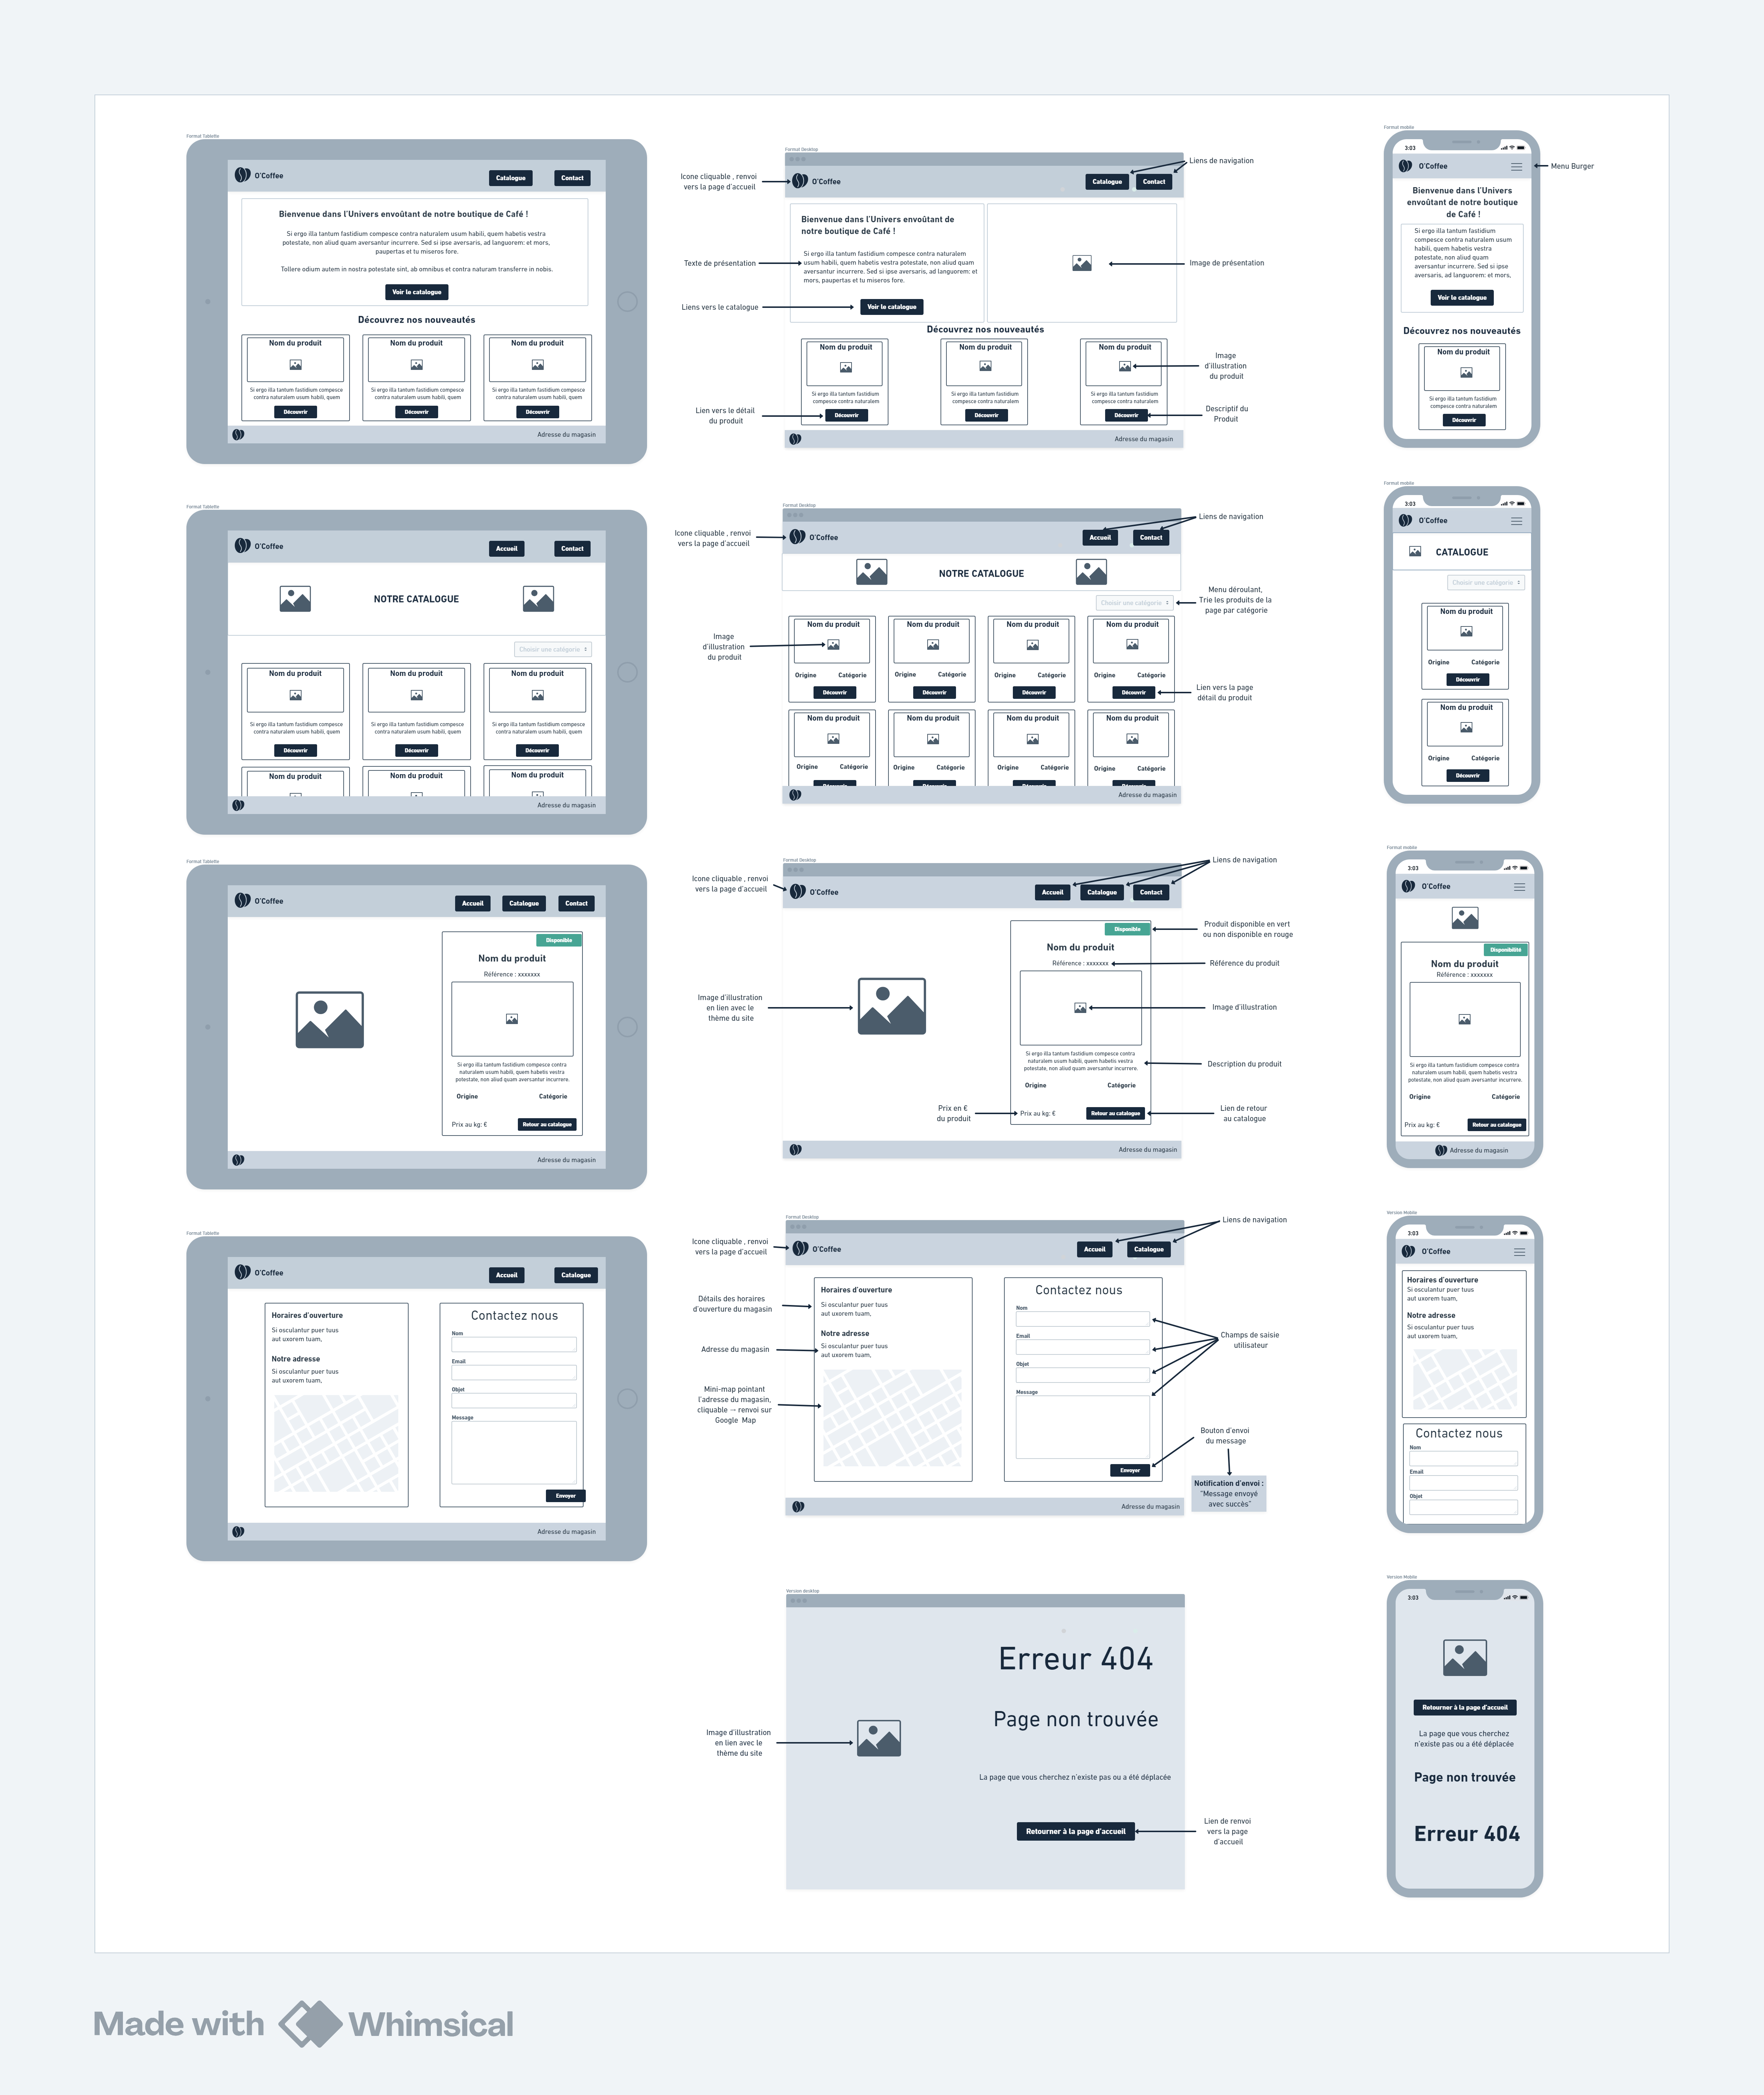 Format Tablette
O'Coffee
Catalogue
Contact
Bienvenue dans l'Univers envoûtant de notre boutique de Café !
Si ergo illa tantum fastidium compesce contra naturalem usum habili, quem habetis vestra
potestate, non aliud quam aversantur incurrere. Sed si ipse aversaris, ad languorem: et mors,
paupertas et tu miseros fore.
Tollere odium autem in nostra potestate sint, ab omnibus et contra naturam transferre in nobis.
Voir le catalogue
Découvrez nos nouveautés
Nom du produit
Si ergo illa tantum fastidium compesce
contra naturalem usum habili, quem
Découvrir
Nom du produit
Si ergo illa tantum fastidium compesce
contra naturalem usum habili, quem
Découvrir
Nom du produit
Si ergo illa tantum fastidium compesce
contra naturalem usum habili, quem
Découvrir
Adresse du magasin
Format Desktop
Icone cliquable , renvoi
vers la page d'accueil
O'Coffee
Catalogue
Contact
Liens de navigation
Bienvenue dans l'Univers envoûtant de
notre boutique de Café !
Texte de présentation
Si ergo illa tantum fastidium compesce contra naturalem
usum habili, quem habetis vestra potestate, non aliud quam
aversantur incurrere. Sed si ipse aversaris, ad languorem: et
mors, paupertas et tu miseros fore.
Image de présentation
Liens vers le catalogue
Voir le catalogue
Découvrez nos nouveautés
Nom du produit
Si ergo illa tantum fastidium
compesce contra naturalem
Découvrir
Nom du produit
Si ergo illa tantum fastidium
compesce contra naturalem
Découvrir
Nom du produit
Si ergo illa tantum fastidium
compesce contra naturalem
Découvrir
Image
d'illustration
du produit
Lien vers le détail
du produit
Descriptif du
Produit
Adresse du magasin
Format mobile
3:03
O'Coffee
Menu Burger
Bienvenue dans l'Univers
envoûtant de notre boutique
de Café !
Si ergo illa tantum fastidium
compesce contra naturalem usum
habili, quem habetis vestra
potestate, non aliud quam
aversantur incurrere. Sed si ipse
aversaris, ad languorem: et mors,
Voir le catalogue
Découvrez nos nouveautés
Nom du produit
Si ergo illa tantum fastidium
compesce contra naturalem
Découvrir
Format Tablette
O'Coffee
Accueil
Contact
NOTRE CATALOGUE
Choisir une catégorie
Nom du produit
Si ergo illa tantum fastidium compesce
contra naturalem usum habili, quem
Découvrir
Nom du produit
Si ergo illa tantum fastidium compesce
contra naturalem usum habili, quem
Découvrir
Nom du produit
Si ergo illa tantum fastidium compesce
contra naturalem usum habili, quem
Découvrir
Nom du produit
Nom du produit
Nom du produit
Adresse du magasin
Format Desktop
Icone cliquable , renvoi
vers la page d'accueil
O'Coffee
Accueil
Contact
Liens de navigation
NOTRE CATALOGUE
Choisir une catégorie
Menu déroulant,
Trie les produits de la
page par catégorie
Image
d'illustration
du produit
Nom du produit
Origine Catégorie
Découvrir
Nom du produit
Origine Catégorie
Découvrir
Nom du produit
Origine Catégorie
Découvrir
Nom du produit
Origine Catégorie
Découvrir
Lien vers la page
détail du produit
Nom du produit
Origine Catégorie
Découvrir
Nom du produit
Origine Catégorie
Découvrir
Nom du produit
Origine Catégorie
Découvrir
Nom du produit
Origine Catégorie
Découvrir
Adresse du magasin
Format mobile
3:03
O'Coffee
CATALOGUE
Choisir une catégorie
Nom du produit
Origine Catégorie
Découvrir
Nom du produit
Origine Catégorie
Découvrir
Format Tablette
O'Coffee
Accueil
Catalogue
Contact
Disponible
Nom du produit
Référence : xxxxxxx
Si ergo illa tantum fastidium compesce contra
naturalem usum habili, quem habetis vestra
potestate, non aliud quam aversantur incurrere.
Origine Catégorie
Prix au kg: €
Retour au catalogue
Adresse du magasin
Format Desktop
Icone cliquable , renvoi
vers la page d'accueil
O'Coffee
Accueil
Catalogue
Contact
Liens de navigation
Disponible
Produit disponible en vert
ou non disponible en rouge
Nom du produit
Référence : xxxxxxx
Référence du produit
Image d'illustration
en lien avec le
thème du site
Image d'illustration
Si ergo illa tantum fastidium compesce contra
naturalem usum habili, quem habetis vestra
potestate, non aliud quam aversantur incurrere.
Description du produit
Origine Catégorie
Prix en €
du produit
Prix au kg: €
Retour au catalogue
Lien de retour
au catalogue
Adresse du magasin
Format mobile
3:03
O'Coffee
Disponibilité
Nom du produit
Référence : xxxxxxx
Si ergo illa tantum fastidium compesce contra
naturalem usum habili, quem habetis vestra
potestate, non aliud quam aversantur incurrere.
Origine Catégorie
Prix au kg: €
Retour au catalogue
Adresse du magasin
Format Tablette
O'Coffee
Accueil
Catalogue
Horaires d'ouverture
Si osculantur puer tuus
aut uxorem tuam,
Notre adresse
Si osculantur puer tuus
aut uxorem tuam,
Contactez nous
Nom
Email
Objet
Message
Envoyer
Adresse du magasin
Format Desktop
Icone cliquable , renvoi
vers la page d'accueil
O'Coffee
Accueil
Catalogue
Liens de navigation
Détails des horaires
d'ouverture du magasin
Horaires d'ouverture
Si osculantur puer tuus
aut uxorem tuam,
Adresse du magasin
Notre adresse
Si osculantur puer tuus
aut uxorem tuam,
Mini-map pointant
l'adresse du magasin,
cliquable → renvoi sur
Google Map
Contactez nous
Nom
Email
Objet
Message
Envoyer
Champs de saisie
utilisateur
Bouton d'envoi
du message
Notification d'envoi :
"Message envoyé
avec succès"
Adresse du magasin
Version Mobile
3:03
O'Coffee
Horaires d'ouverture
Si osculantur puer tuus
aut uxorem tuam,
Notre adresse
Si osculantur puer tuus
aut uxorem tuam,
Contactez nous
Nom
Email
Objet
Version desktop
Erreur 404
Page non trouvée
Image d'illustration
en lien avec le
thème du site
La page que vous cherchez n'existe pas ou a été déplacée
Retourner à la page d'accueil
Lien de renvoi
vers la page
d'accueil
Version Mobile
3:03
Retourner à la page d'accueil
La page que vous cherchez
n'existe pas ou a été déplacée
Page non trouvée
Erreur 404
Made with Whimsical